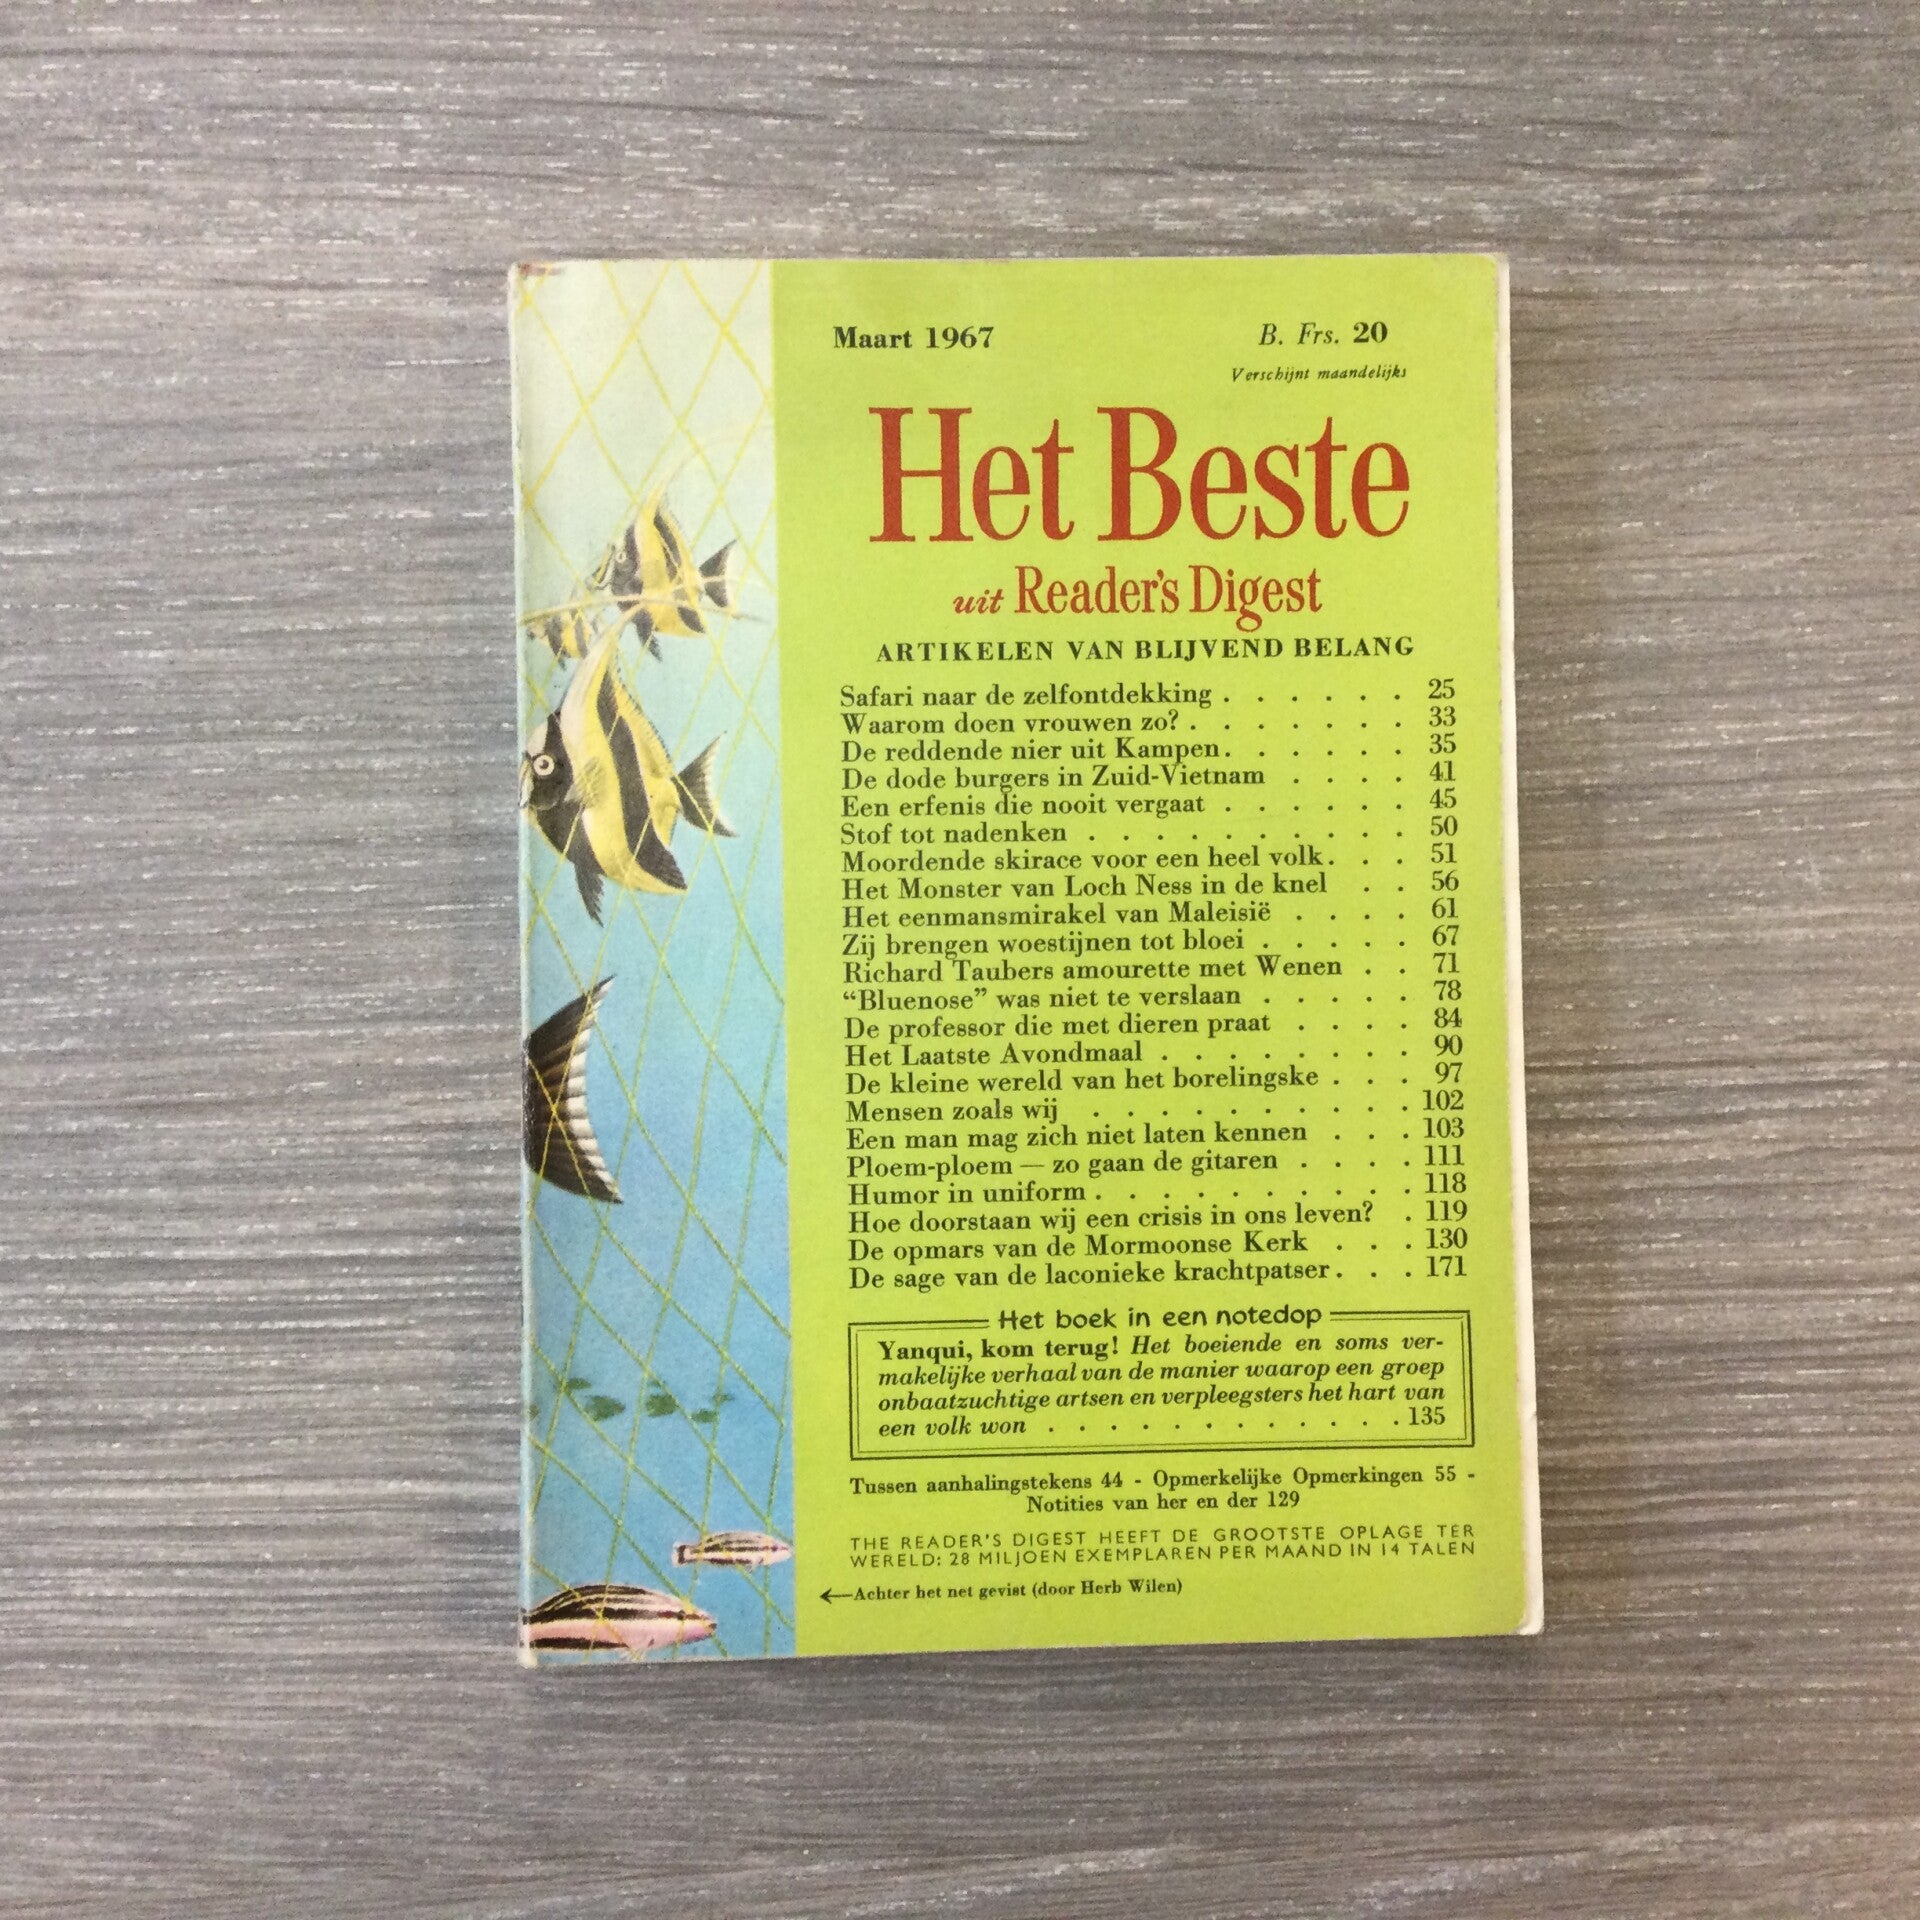 Maart 1967 B. Frs. 20
Verschijnt maandelijks
Het Beste
uit Reader's Digest
ARTIKELEN VAN BLIJVEND BELANG
Safari naar de zelfontdekking . . . . . . 25
Waarom doen vrouwen zo? . . . . . . . 33
De reddende nier uit Kampen . . . . . . 35
De dode burgers in Zuid-Vietnam . . . . 41
Een erfenis die nooit vergaat . . . . . . 45
Stof tot nadenken . . . . . . . . . . 50
Moordende skirace voor een heel volk . . . 51
Het Monster van Loch Ness in de knel . . 56
Het eenmansmirakel van Maleisië . . . . 61
Zij brengen woestijnen tot bloei . . . . . 67
Richard Taubers amourette met Wenen . . 71
“Bluenose” was niet te verslaan . . . . . 78
De professor die met dieren praat . . . . 84
Het Laatste Avondmaal . . . . . . . . 90
De kleine wereld van het borelingske . . . 97
Mensen zoals wij . . . . . . . . . . 102
Een man mag zich niet laten kennen . . . 103
Ploem-ploem — zo gaan de gitaren . . . . 111
Humor in uniform . . . . . . . . . . 118
Hoe doorstaan wij een crisis in ons leven? . 119
De opmars van de Mormoonse Kerk . . . 130
De sage van de laconieke krachtpatser . . . 171
Het boek in een notedop
Yanqui, kom terug! Het boeiende en soms ver-
makelijke verhaal van de manier waarop een groep
onbaatzuchtige artsen en verpleegsters het hart van
een volk won . . . . . . . . . . . . 135
Tussen aanhalingstekens 44 - Opmerkelijke Opmerkingen 55 -
Notities van her en der 129
THE READER'S DIGEST HEEFT DE GROOTSTE OPLAGE TER
WERELD: 28 MILJOEN EXEMPLAREN PER MAAND IN 14 TALEN
←Achter het net gevist (door Herb Wilen)